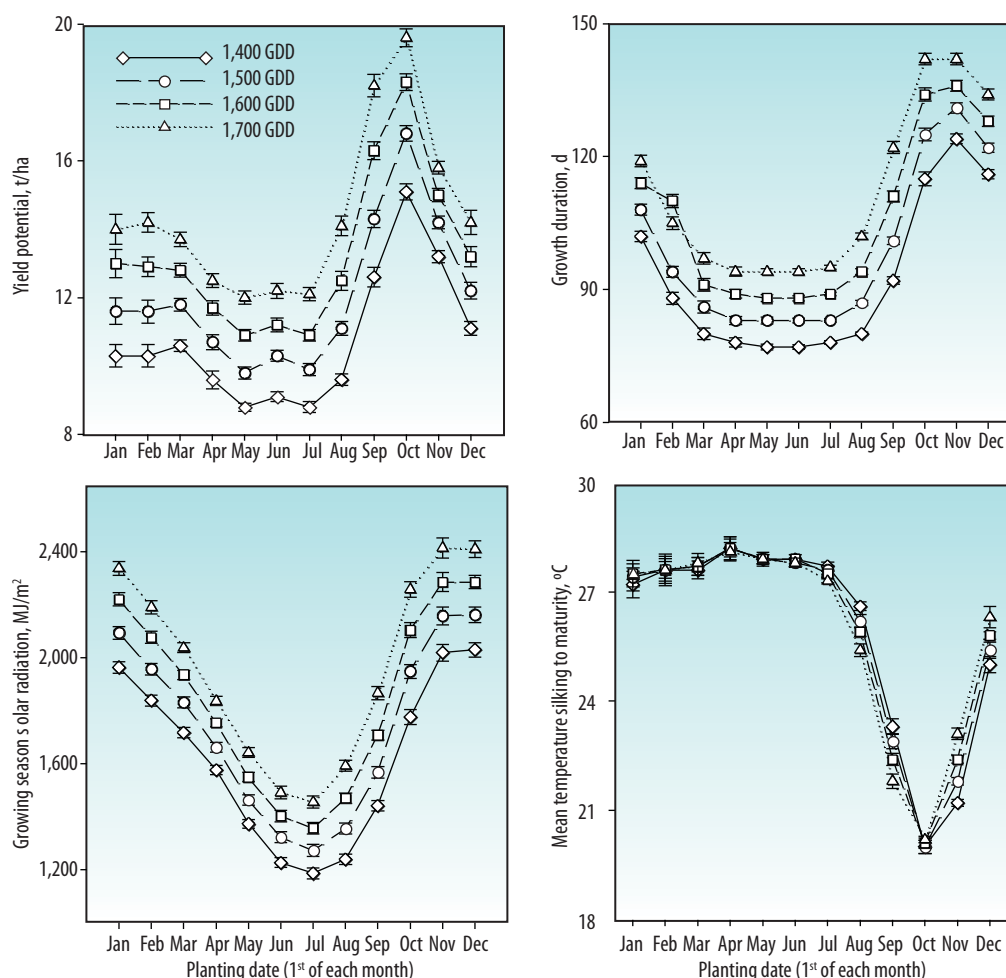 20
16
12
8
Yield potential, t/ha
1,400 GDD
1,500 GDD
1,600 GDD
1,700 GDD
Jan Feb Mar Apr May Jun Jul Aug Sep Oct Nov Dec
150
120
90
60
Growth duration, d
Jan Feb Mar Apr May Jun Jul Aug Sep Oct Nov Dec
2,400
2,000
1,600
1,200
Growing season s olar radiation, MJ/m²
Jan Feb Mar Apr May Jun Jul Aug Sep Oct Nov Dec
Planting date (1st of each month)
30
27
24
21
18
Mean temperature silking to maturity, ºC
Jan Feb Mar Apr May Jun Jul Aug Sep Oct Nov Dec
Planting date (1st of each month)